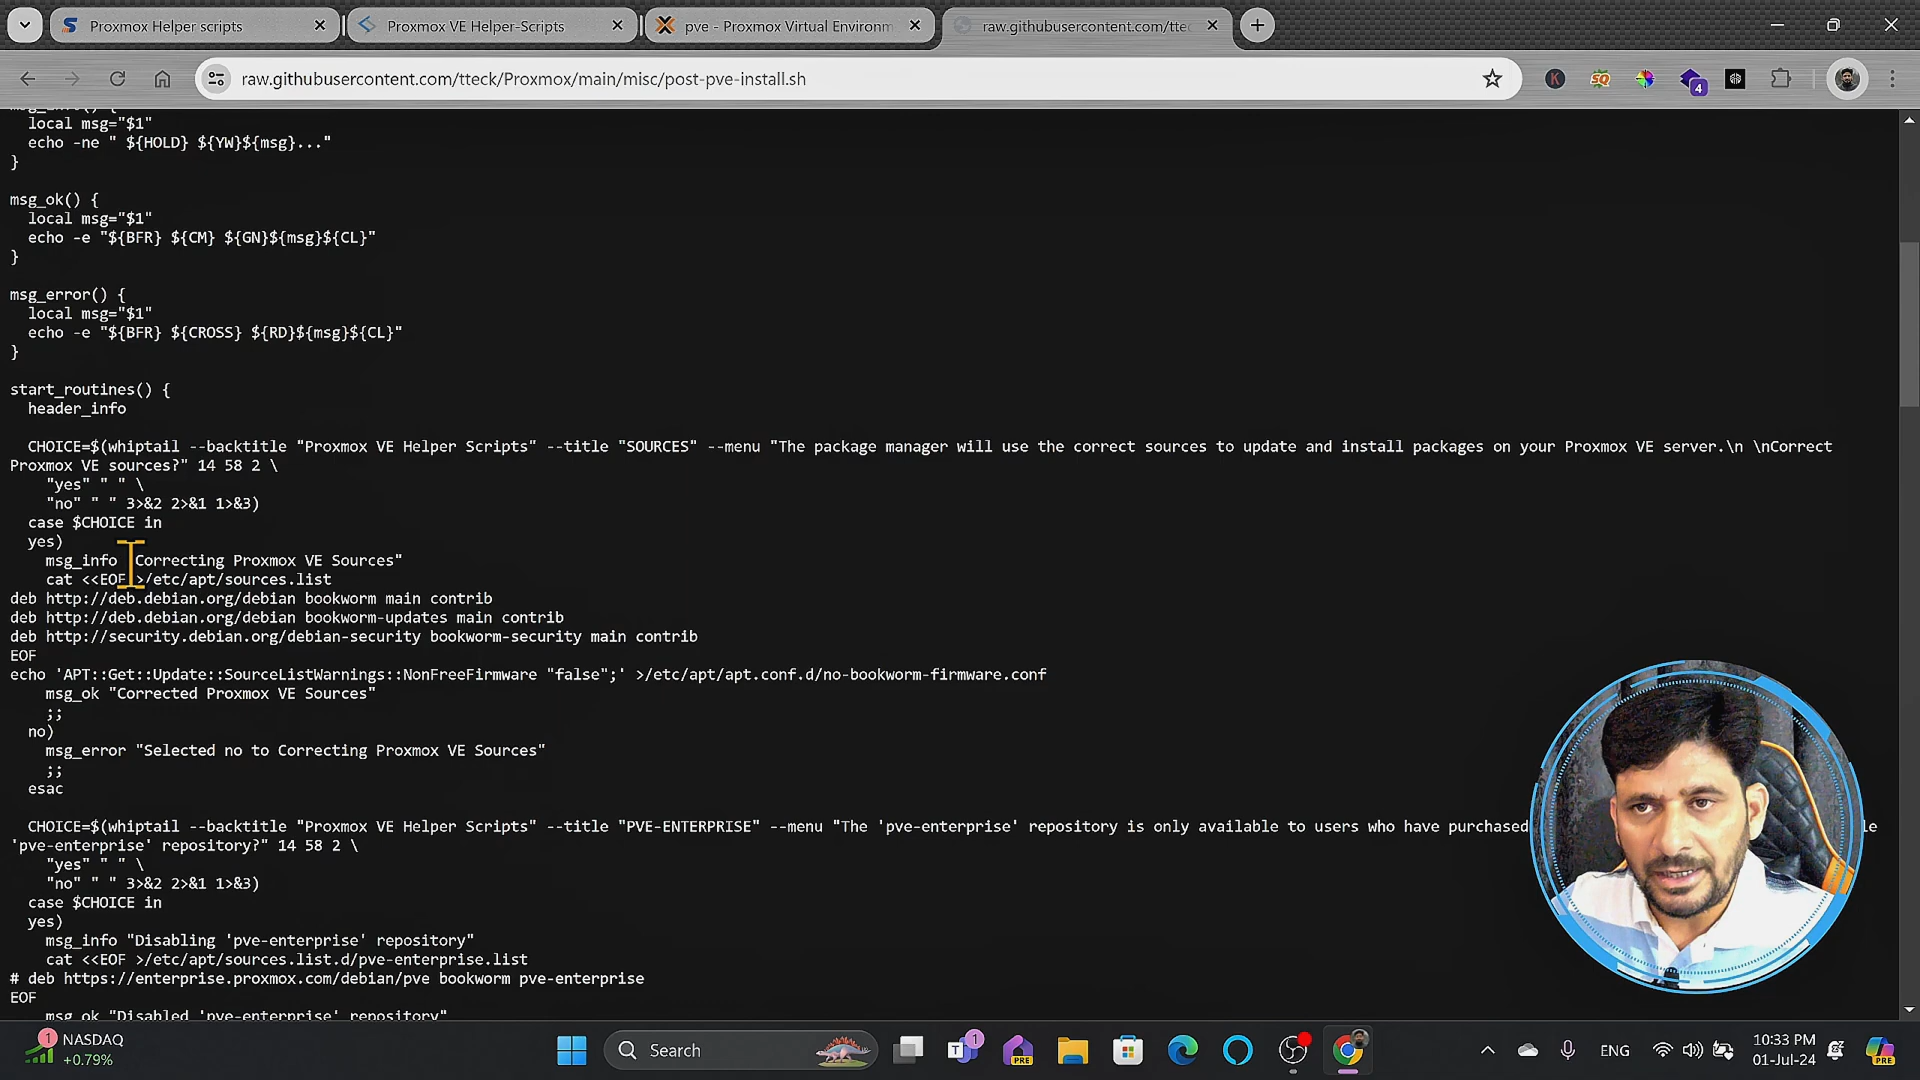 Proxmox Helper scripts
Proxmox VE Helper-Scripts
pve - Proxmox Virtual Environm
raw.githubusercontent.com/tteck
raw.githubusercontent.com/tteck/Proxmox/main/misc/post-pve-install.sh
K
SQ
4
local msg="$1"
echo -ne " ${HOLD} ${YW}${msg}..."
}
msg_ok() {
local msg="$1"
echo -e "${BFR} ${CM} ${GN}${msg}${CL}"
}
msg_error() {
local msg="$1"
echo -e "${BFR} ${CROSS} ${RD}${msg}${CL}"
}
start_routines() {
header_info
CHOICE=$(whiptail --backtitle "Proxmox VE Helper Scripts" --title "SOURCES" --menu "The package manager will use the correct sources to update and install packages on your Proxmox VE server.\n \nCorrect
Proxmox VE sources?" 14 58 2 \
"yes" " " \
"no" " " 3>&2 2>&1 1>&3)
case $CHOICE in
yes)
msg_info "Correcting Proxmox VE Sources"
cat <<EOF >/etc/apt/sources.list
deb http://deb.debian.org/debian bookworm main contrib
deb http://deb.debian.org/debian bookworm-updates main contrib
deb http://security.debian.org/debian-security bookworm-security main contrib
EOF
echo 'APT::Get::Update::SourceListWarnings::NonFreeFirmware "false";' >/etc/apt/apt.conf.d/no-bookworm-firmware.conf
msg_ok "Corrected Proxmox VE Sources"
;;
no)
msg_error "Selected no to Correcting Proxmox VE Sources"
;;
esac
CHOICE=$(whiptail --backtitle "Proxmox VE Helper Scripts" --title "PVE-ENTERPRISE" --menu "The 'pve-enterprise' repository is only available to users who have purchased
'pve-enterprise' repository?" 14 58 2 \
"yes" " " \
"no" " " 3>&2 2>&1 1>&3)
case $CHOICE in
yes)
msg_info "Disabling 'pve-enterprise' repository"
cat <<EOF >/etc/apt/sources.list.d/pve-enterprise.list
# deb https://enterprise.proxmox.com/debian/pve bookworm pve-enterprise
EOF
msg_ok "Disabled 'pve-enterprise' repository"
1
NASDAQ
+0.79%
Search
1
PRE
ENG
10:33 PM
01-Jul-24
PRE